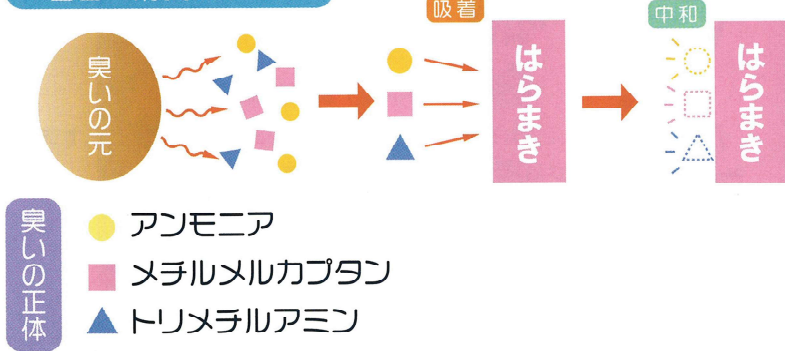 吸着
中和
臭いの元
はらまき
はらまき
臭いの正体
アンモニア
メチルメルカプタン
トリメチルアミン